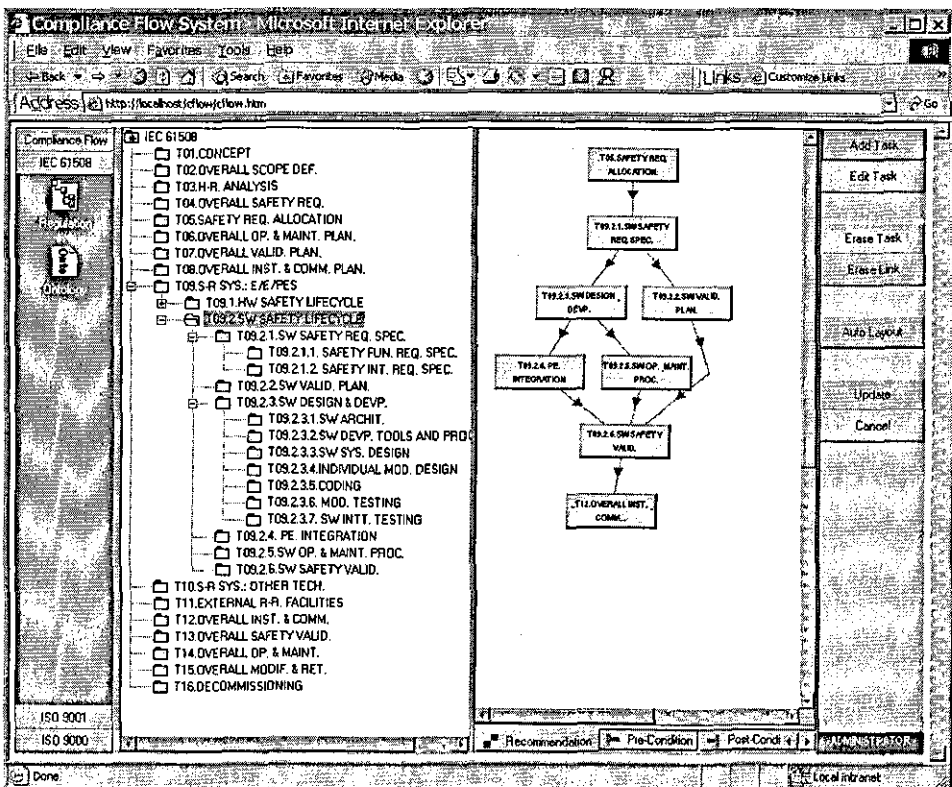 Compliance Flow System - Microsoft Internet Explorer
File Edit View Favorites Tools Help
Back Search Favorites Media Links Customize Links
Address http://localhost/cflow/cflow.htm Go
Compliance Flow
IEC 61508
Ontology
ISO 9001
ISO 9000
IEC 61508
T01.CONCEPT
T02.OVERALL SCOPE DEF.
T03.H-R. ANALYSIS
T04.OVERALL SAFETY REQ.
T05.SAFETY REQ. ALLOCATION
T06.OVERALL OP. & MAINT. PLAN.
T07.OVERALL VALID. PLAN.
T08.OVERALL INST. & COMM. PLAN.
T09.S-R SYS.: E/E/PES
T09.1.HW SAFETY LIFECYCLE
T09.2.SW SAFETY LIFECYCLE
T09.2.1.SW SAFETY REQ. SPEC.
T09.2.1.1. SAFETY FUN. REQ. SPEC.
T09.2.1.2. SAFETY INT. REQ. SPEC.
T09.2.2.SW VALID. PLAN.
T09.2.3.SW DESIGN & DEVP.
T09.2.3.1.SW ARCHIT.
T09.2.3.2.SW DEVP. TOOLS AND PRO
T09.2.3.3.SW SYS. DESIGN
T09.2.3.4.INDIVIDUAL MOD. DESIGN
T09.2.3.5.CODING
T09.2.3.6. MOD. TESTING
T09.2.3.7. SW INTT. TESTING
T09.2.4. PE. INTEGRATION
T09.2.5.SW OP. & MAINT. PROC.
T09.2.6.SW SAFETY VALID.
T10.S-R SYS.: OTHER TECH.
T11.EXTERNAL R-R. FACILITIES
T12.OVERALL INST. & COMM.
T13.OVERALL SAFETY VALID.
T14.OVERALL OP. & MAINT.
T15.OVERALL MODIF. & RET.
T16.DECOMMISSIONING
T05.SAFETY REQ.
ALLOCATION
T09.2.1.SW SAFETY
REQ. SPEC.
T09.2.3.SW DESIGN
DEVP.
T09.2.2.SW VALID.
PLAN.
T09.2.4. PE.
INTEGRATION
T09.2.5.SW OP. MAINT.
PROC.
T09.2.6.SW SAFETY
VALID.
T12.OVERALL INST.
COMM.
Recommendation Pre-Condition Post-Condi
Add Task
Edit Task
Erase Task
Erase Link
Auto Layout
Update
Cancel
ADMINISTRATOR
Done
Local intranet